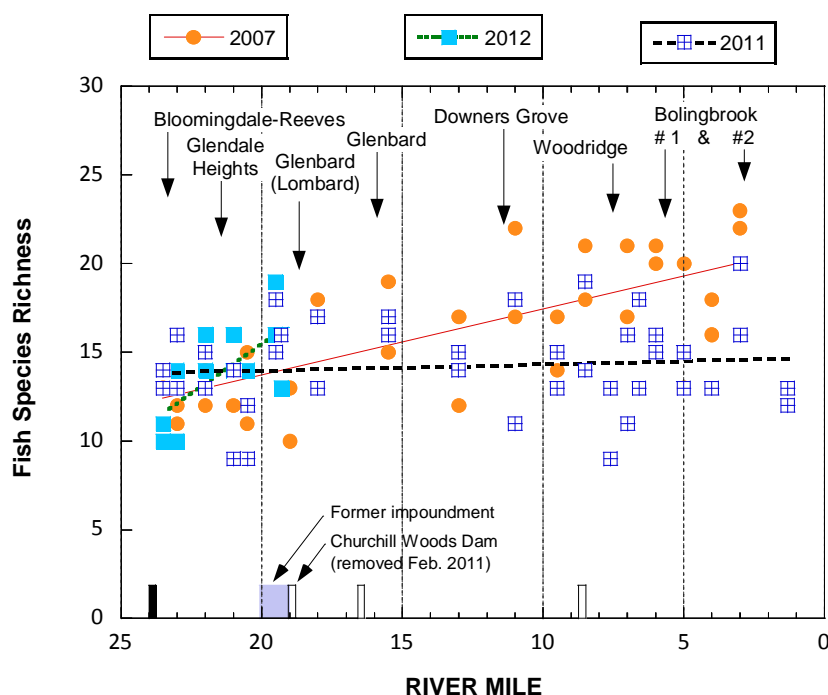 2007
2012
2011
30
25
20
15
10
5
0
Fish Species Richness
Bloomingdale-Reeves
Glendale
Heights
Glenbard
(Lombard)
Glenbard
Downers Grove
Woodridge
Bolingbrook
# 1 & #2
Former impoundment
Churchill Woods Dam
(removed Feb. 2011)
25 20 15 10 5 0
RIVER MILE